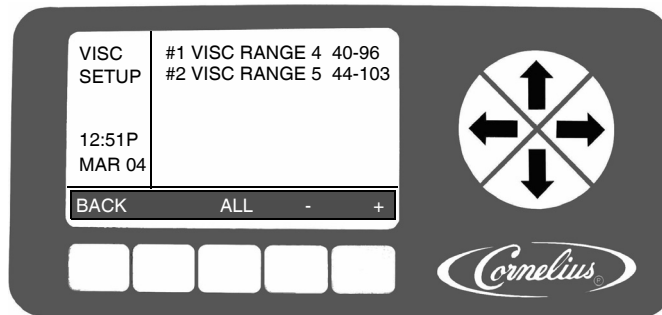 VISC SETUP
#1 VISC RANGE 4 40-96
#2 VISC RANGE 5 44-103
12:51P
MAR 04
BACK ALL - +
Cornelius®